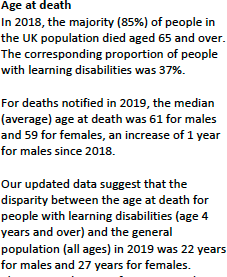 Age at death
In 2018, the majority (85%) of people in
the UK population died aged 65 and over.
The corresponding proportion of people
with learning disabilities was 37%.
For deaths notified in 2019, the median
(average) age at death was 61 for males
and 59 for females, an increase of 1 year
for males since 2018.
Our updated data suggest that the
disparity between the age at death for
people with learning disabilities (age 4
years and over) and the general
population (all ages) in 2019 was 22 years
for males and 27 years for females.